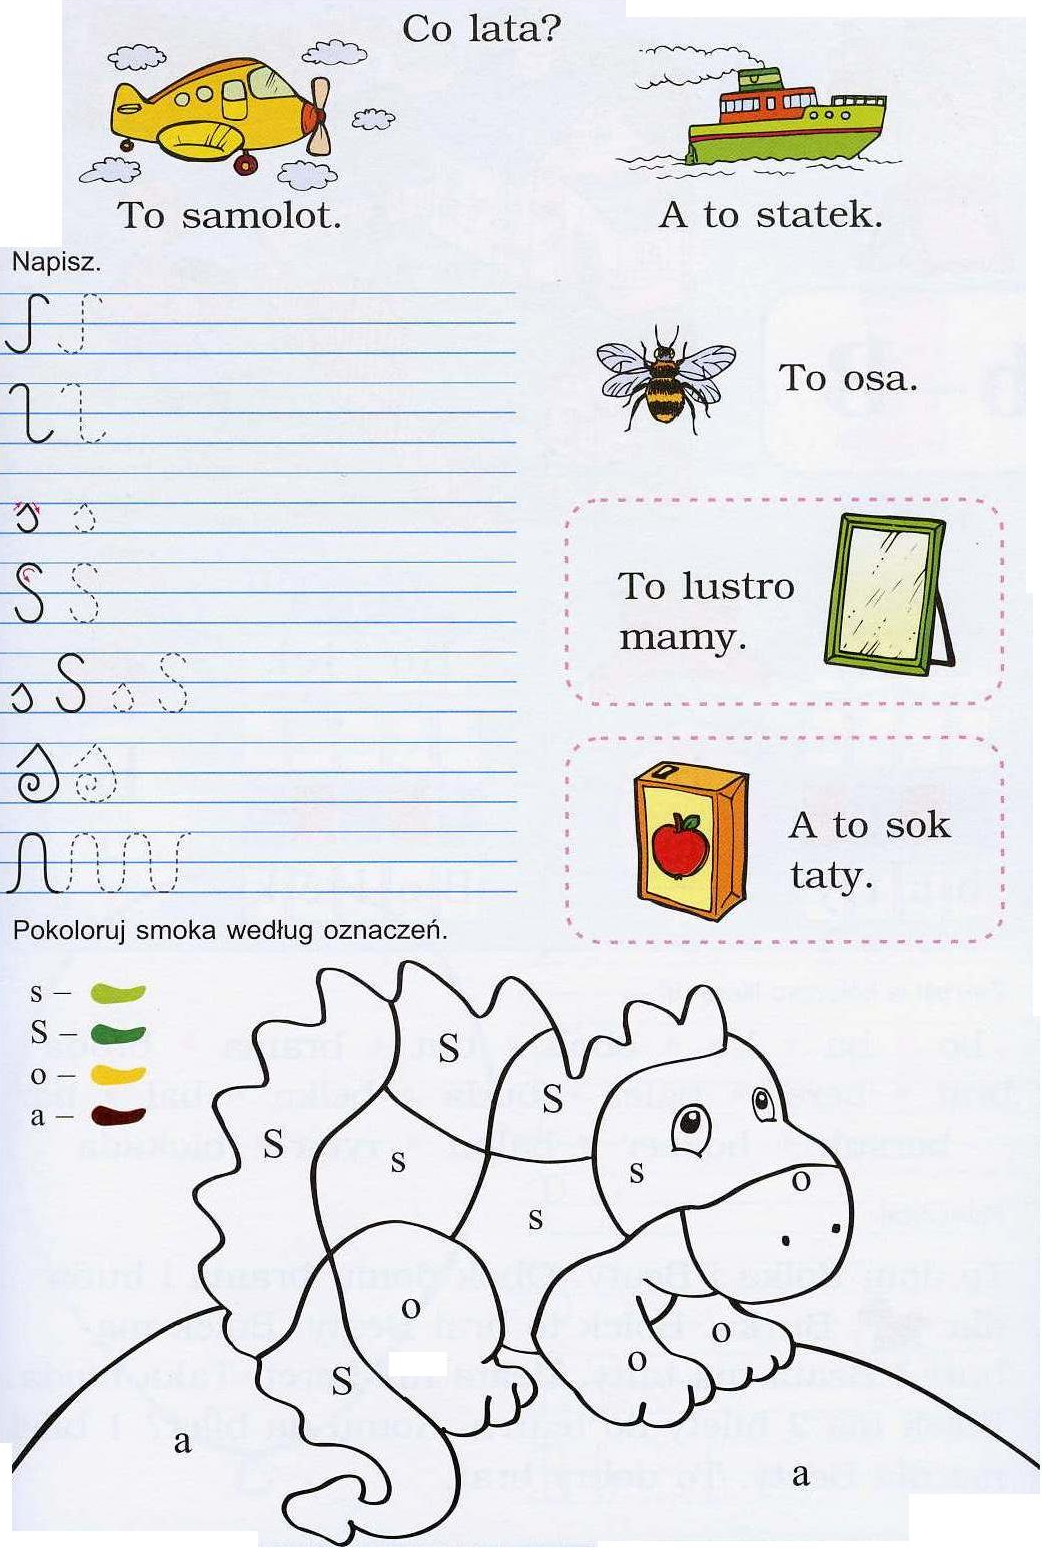 Co lata?
To samolot.
A to statek.
Napisz.
S S
To osa.
s s
S S
s S s S
To lustro
mamy.
A to sok
taty.
Pokoloruj smoka według oznaczeń.
s –
S –
o –
a –
S
S
S
s
s
s
o
o
o
o
S
a
a